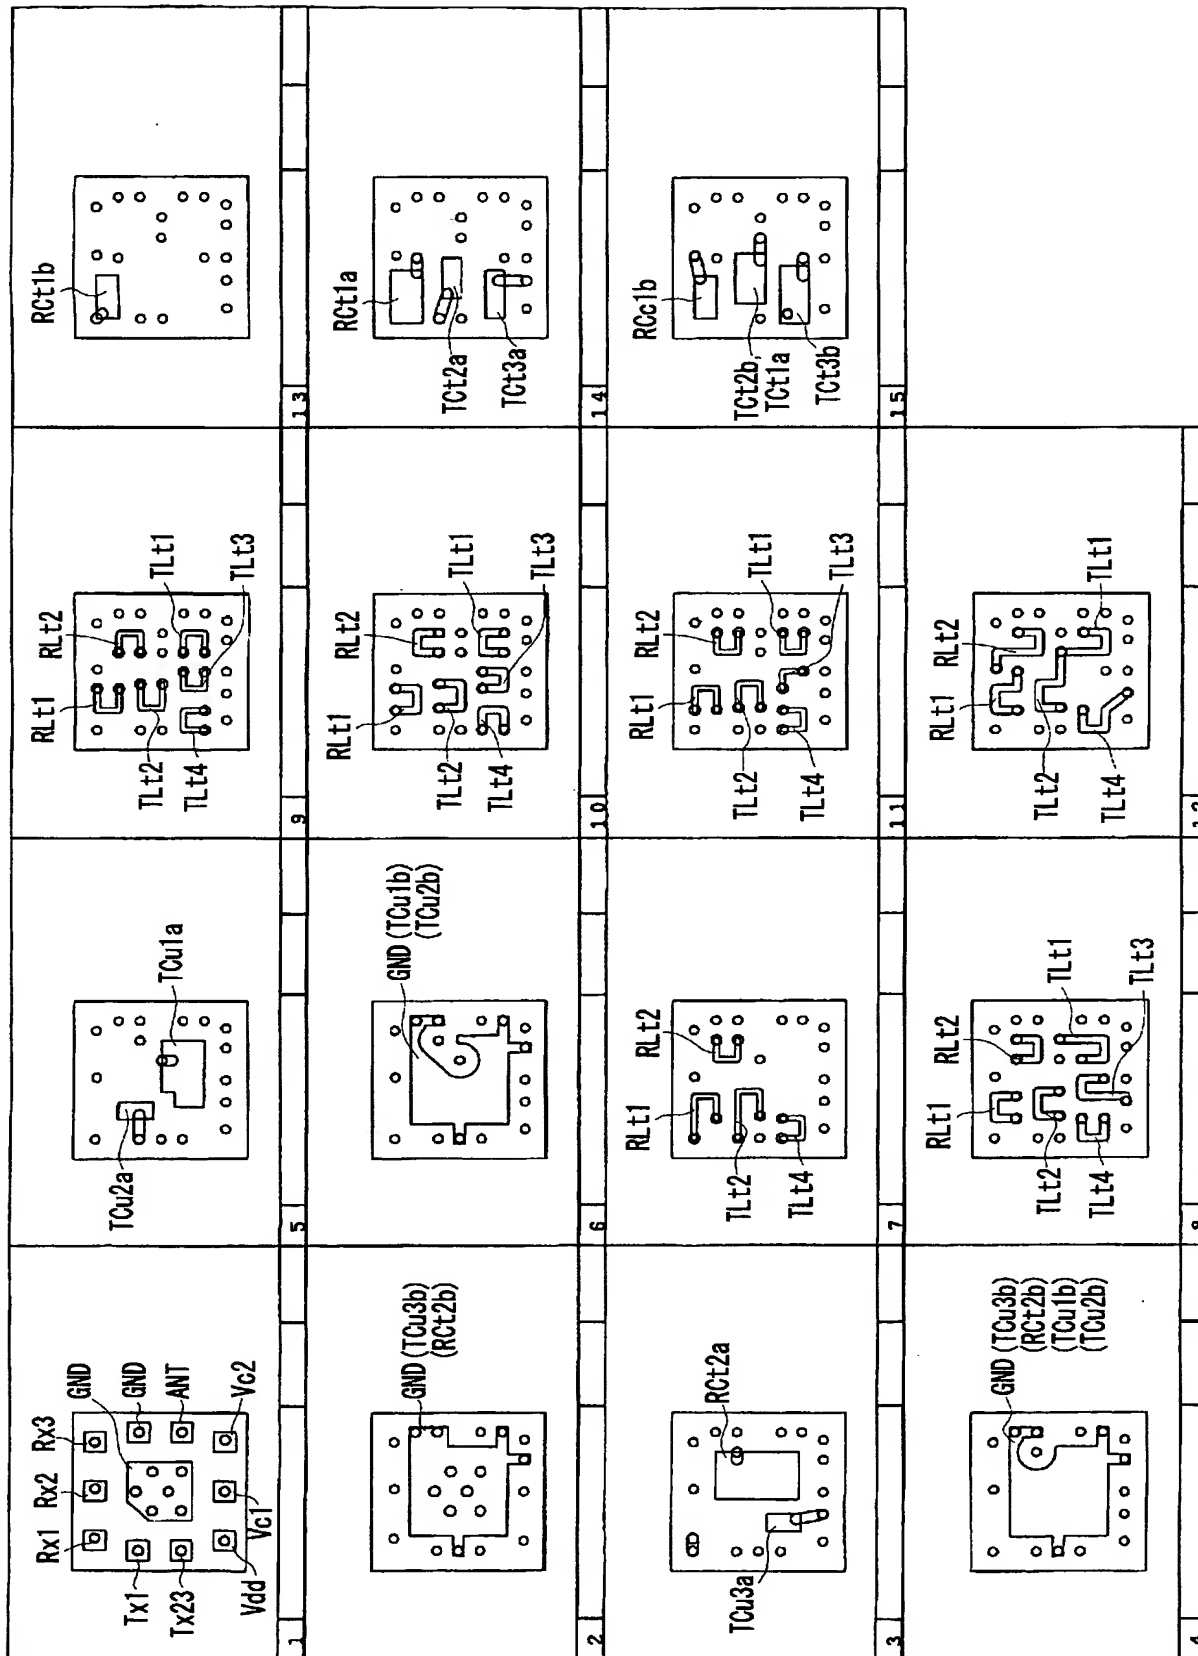 Rx1
Rx2
Rx3
GND
GND
ANT
Vc2
Tx1
Tx23
Vdd
Vc1
1
GND (TCu3b)
(RCt2b)
2
RCt2a
TCu3a
3
GND (TCu3b)
(RCt2b)
(TCu1b)
(TCu2b)
4
TCu1a
TCu2a
5
GND (TCu1b)
(TCu2b)
6
RLt1
RLt2
TLt2
TLt4
7
RLt1
RLt2
TLt1
TLt2
TLt4
TLt3
8
RLt1
RLt2
TLt1
TLt2
TLt4
TLt3
9
RLt1
RLt2
TLt1
TLt2
TLt4
TLt3
10
RLt1
RLt2
TLt1
TLt2
TLt4
TLt3
11
RLt1
RLt2
TLt2
TLt1
TLt4
12
RCt1b
13
RCt1a
TCt2a
TCt3a
14
RCc1b
TCt2b,
TCt1a
TCt3b
15